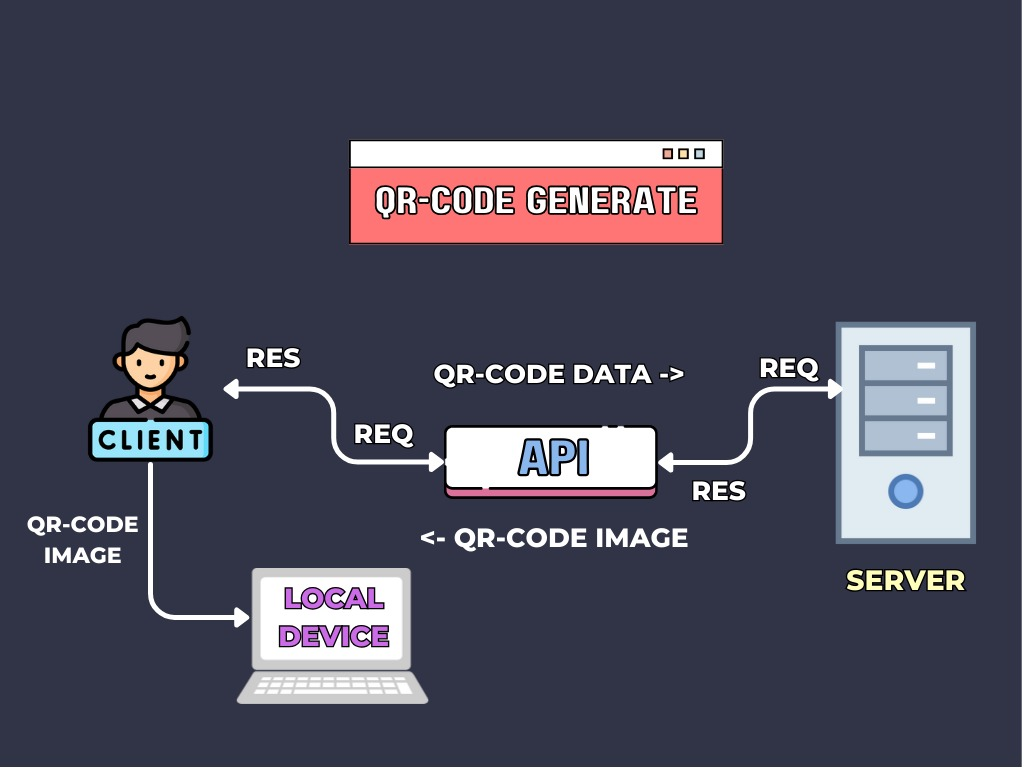 QR-CODE GENERATE
RES
QR-CODE DATA ->
REQ
REQ
CLIENT
API
RES
QR-CODE
IMAGE
<- QR-CODE IMAGE
SERVER
LOCAL
DEVICE